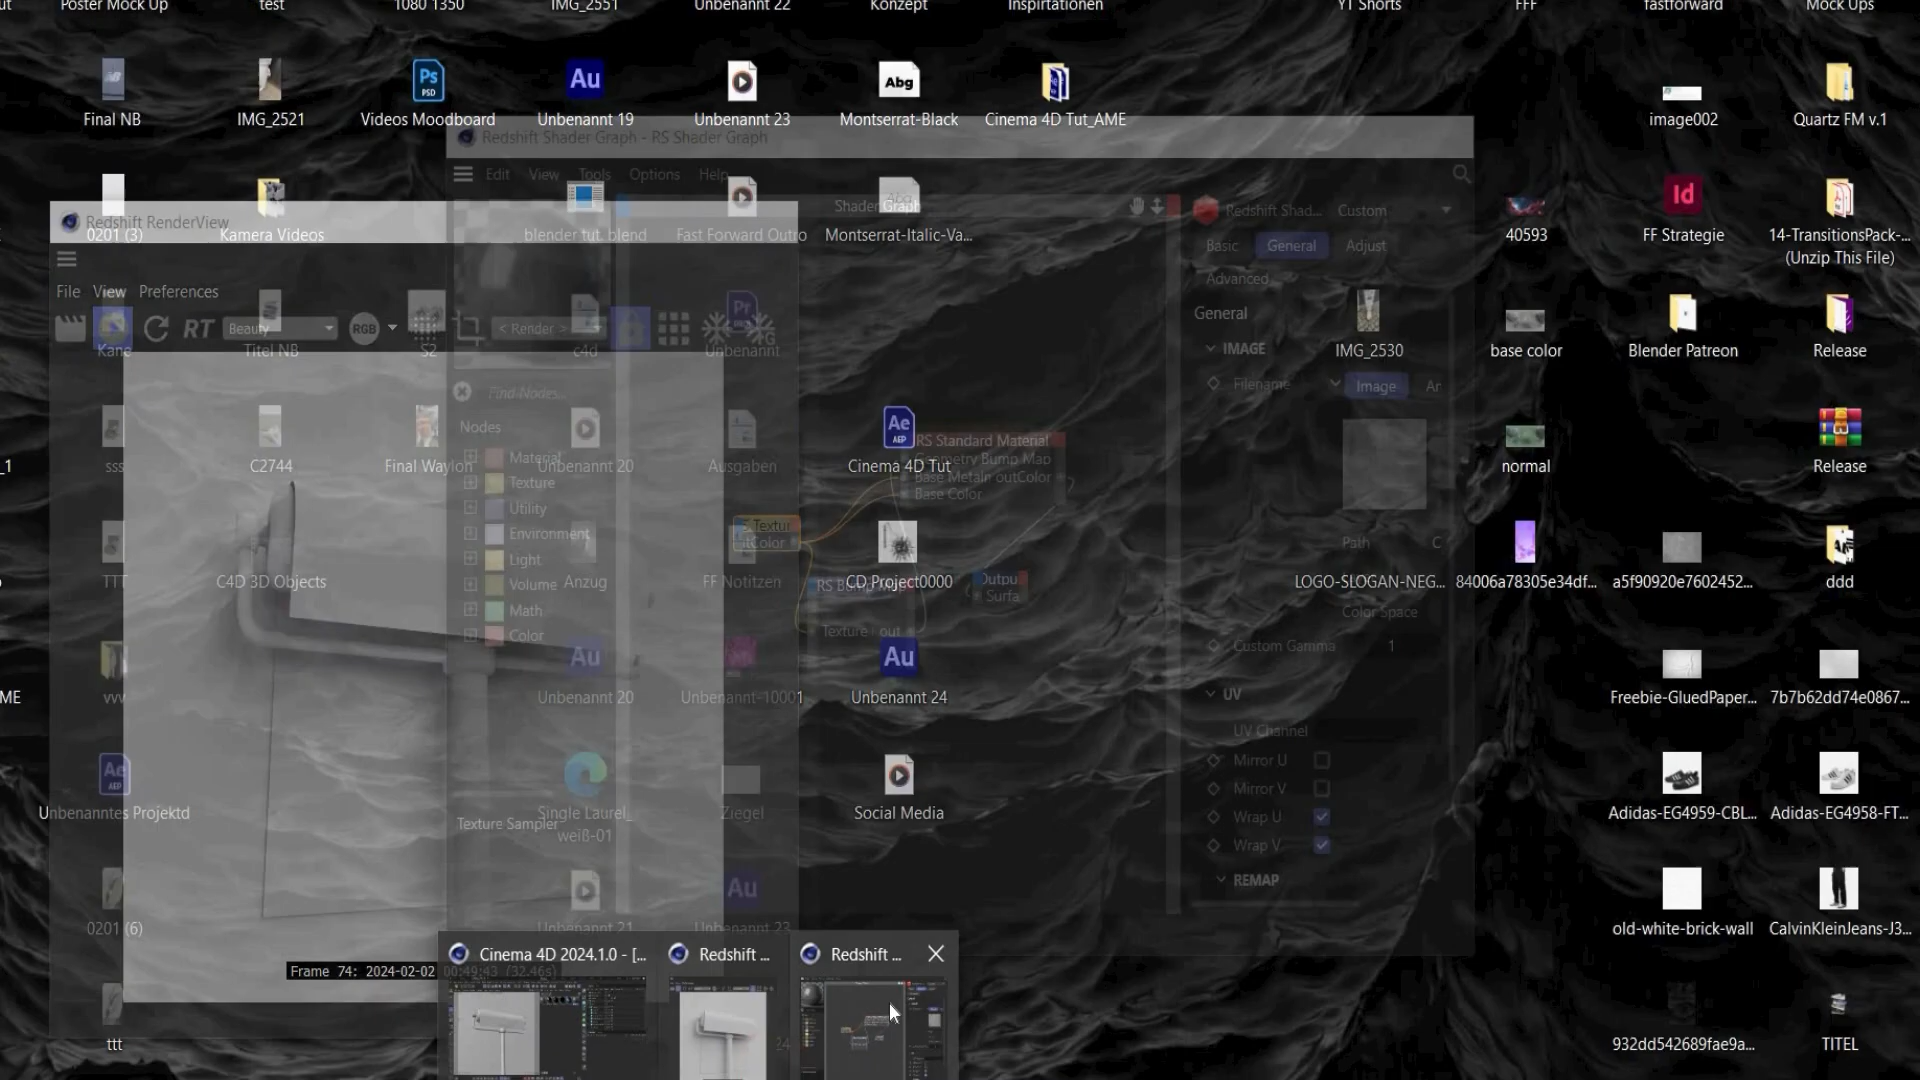 Poster Mock Up
test
1080 1350
IMG_2551
Unbenannt 22
Konzept
Inspirtationen
YT Shorts
FFF
fastforward
Mock Ups
Final NB
IMG_2521
Videos Moodboard
Unbenannt 19
Unbenannt 23
Montserrat-Black
Cinema 4D Tut_AME
image002
Quartz FM v.1
Redshift Shader Graph - RS Shader Graph
Edit View Tools Options Help
Shader Graph
Redshift Shad... Custom
Redshift RenderView
0201 (3)
Kamera Videos
blender tut. blend
Fast Forward Outro
Montserrat-Italic-Va...
40593
FF Strategie
14-TransitionsPack-...
(Unzip This File)
Basic General Adjust
Advanced
File View Preferences
General
RT Beauty RGB < Render >
Kane
Titel NB
S2
c4d
Unbenannt
IMAGE
IMG_2530
base color
Blender Patreon
Release
Filename Image Ar
Find Nodes...
Nodes
Material
Texture
Utility
Environment
Light
Volume
Math
Color
sss
C2744
Final Waylon
Unbenannt 20
Ausgaben
Cinema 4D Tut
normal
Release
RS Standard Material
Geometry Bump Map
Base Metaln outColor
Base Color
Textur
Color
Path C
TTT
C4D 3D Objects
Anzug
FF Notitzen
RS Bump Map
CD Project0000
Outpu
Surfa
LOGO-SLOGAN-NEG...
84006a78305e34df...
a5f90920e7602452...
ddd
Texture out
Color Space
Custom Gamma 1
vvv
Unbenannt 20
Unbenannt-10001
Unbenannt 24
UV
Freebie-GluedPaper...
7b7b62dd74e0867...
UV Channel
Mirror U
Mirror V
Wrap U
Wrap V
REMAP
Unbenanntes Projektd
Single Laurel_
weiß-01
Ziegel
Social Media
Adidas-EG4959-CBL...
Adidas-EG4958-FT...
Texture Sampler
0201 (6)
Unbenannt 21
Unbenannt 23
old-white-brick-wall
CalvinKleinJeans-J3...
Cinema 4D 2024.1.0 - [...
Redshift ...
Redshift ...
Frame 74: 2024-02-02 00:49:43 (32.46s)
ttt
932dd542689fae9a...
TITEL